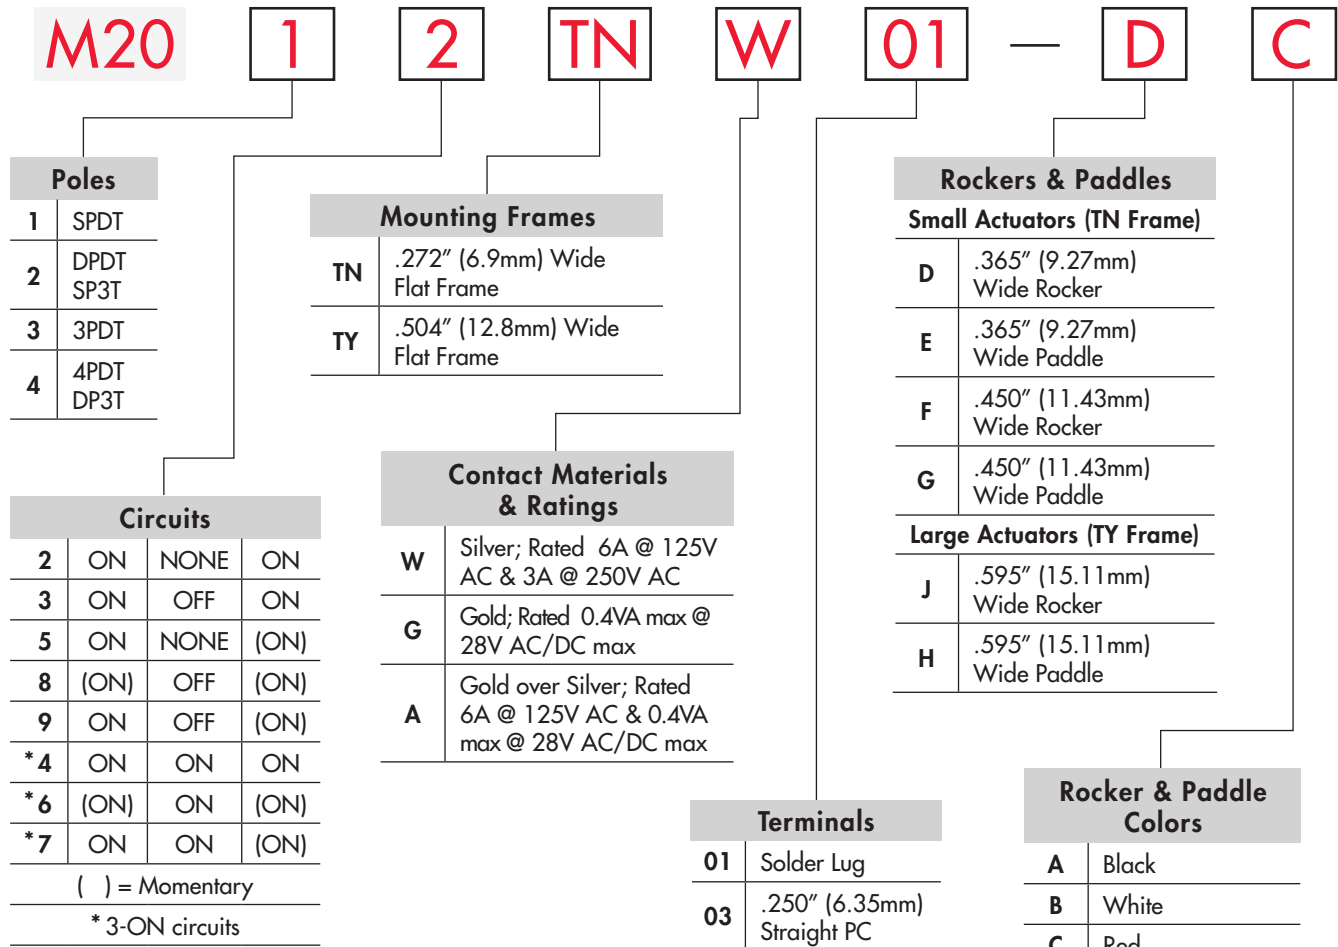 M20 1 2 TN W 01 — D C
Poles
1 SPDT
2 DPDT
SP3T
3 3PDT
4 4PDT
DP3T
Circuits
2 ON NONE ON
3 ON OFF ON
5 ON NONE (ON)
8 (ON) OFF (ON)
9 ON OFF (ON)
*4 ON ON ON
*6 (ON) ON (ON)
*7 ON ON (ON)
( ) = Momentary
* 3-ON circuits
Mounting Frames
TN .272” (6.9mm) Wide
Flat Frame
TY .504” (12.8mm) Wide
Flat Frame
Contact Materials
& Ratings
W Silver; Rated 6A @ 125V
AC & 3A @ 250V AC
G Gold; Rated 0.4VA max @
28V AC/DC max
A Gold over Silver; Rated
6A @ 125V AC & 0.4VA
max @ 28V AC/DC max
Terminals
01 Solder Lug
03 .250” (6.35mm)
Straight PC
Rockers & Paddles
Small Actuators (TN Frame)
D .365” (9.27mm)
Wide Rocker
E .365” (9.27mm)
Wide Paddle
F .450” (11.43mm)
Wide Rocker
G .450” (11.43mm)
Wide Paddle
Large Actuators (TY Frame)
J .595” (15.11mm)
Wide Rocker
H .595” (15.11mm)
Wide Paddle
Rocker & Paddle
Colors
A Black
B White
C Red